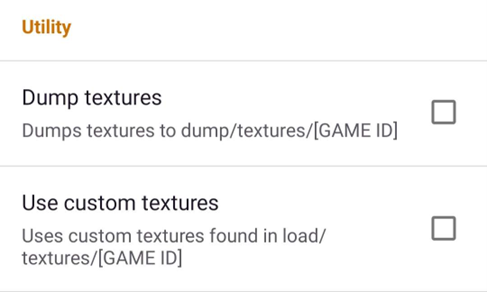 Utility
Dump textures
Dumps textures to dump/textures/[GAME ID]
Use custom textures
Uses custom textures found in load/
textures/[GAME ID]